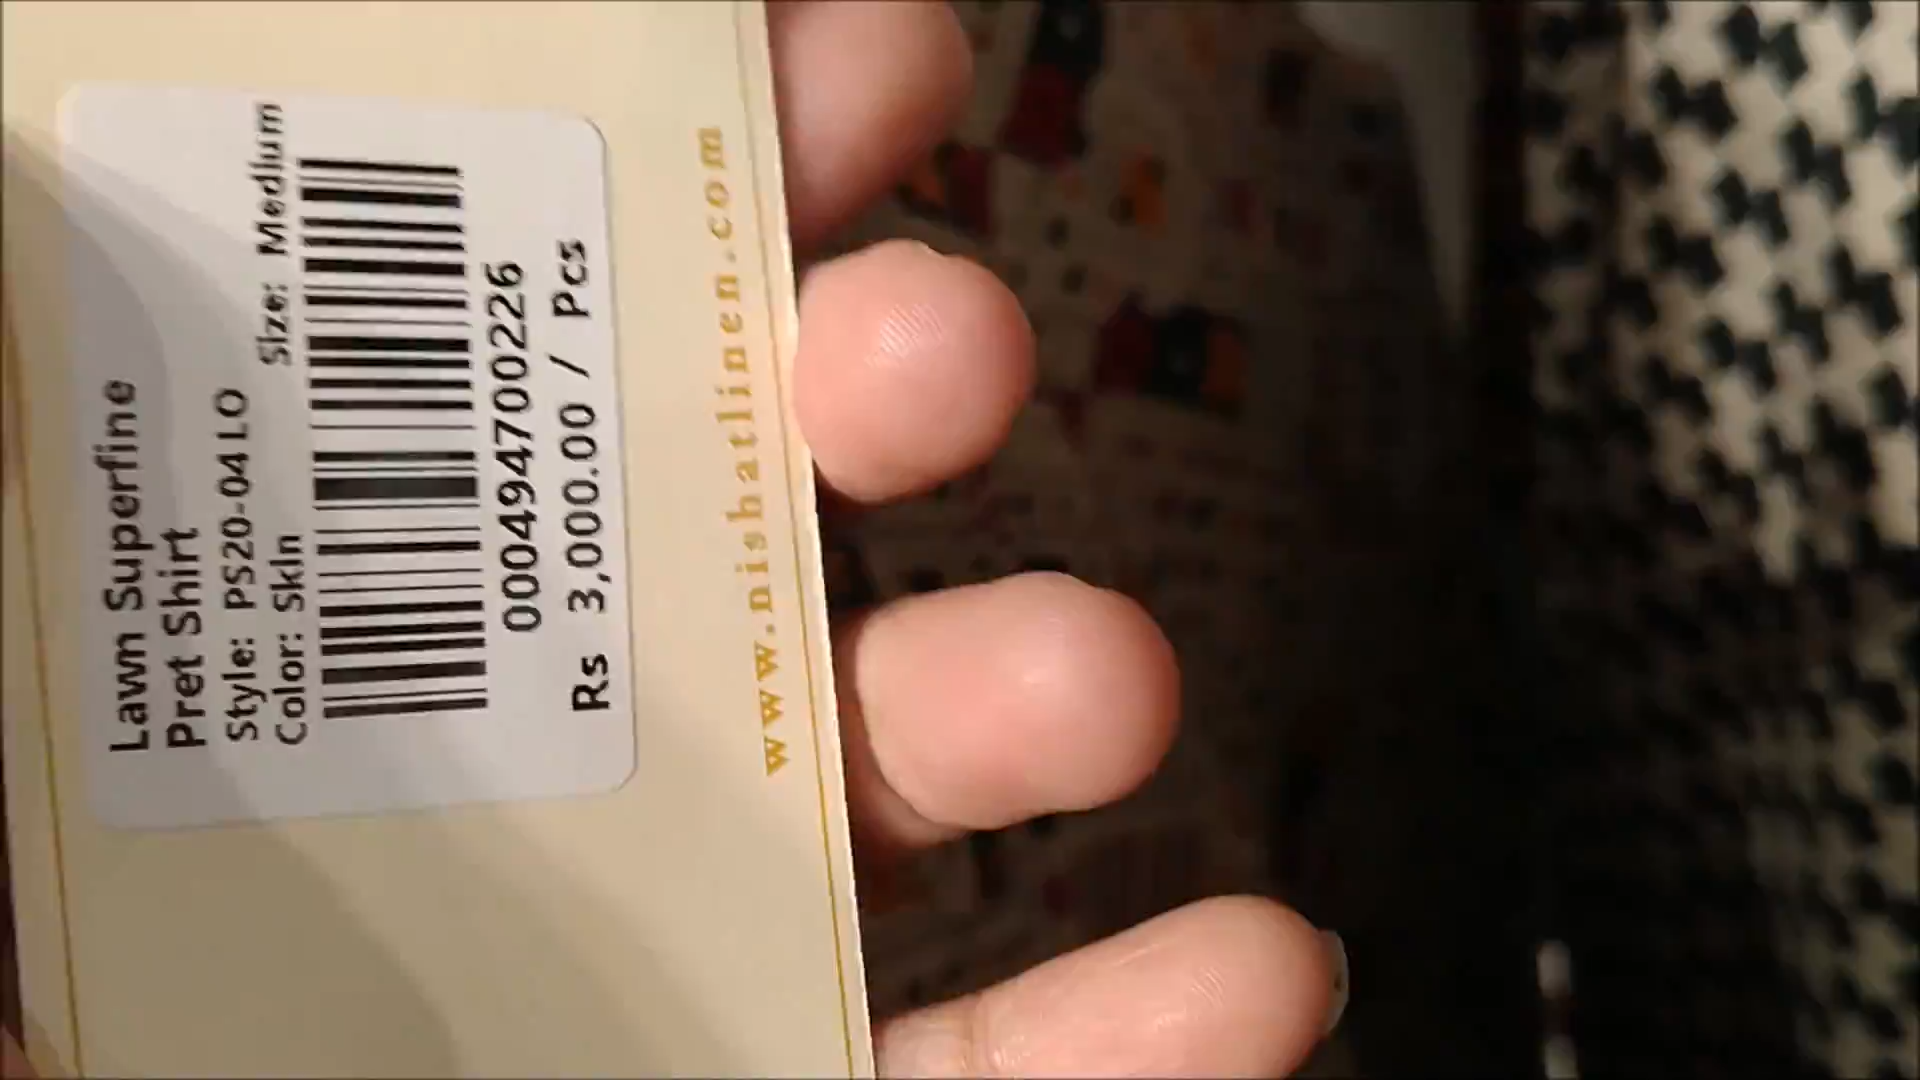 Lawn Superfine
Pret Shirt
Style: PS20-04 LO
Color: Skin Size: Medium
000494700226
Rs 3,000.00 / Pcs
www.nishatlinen.com